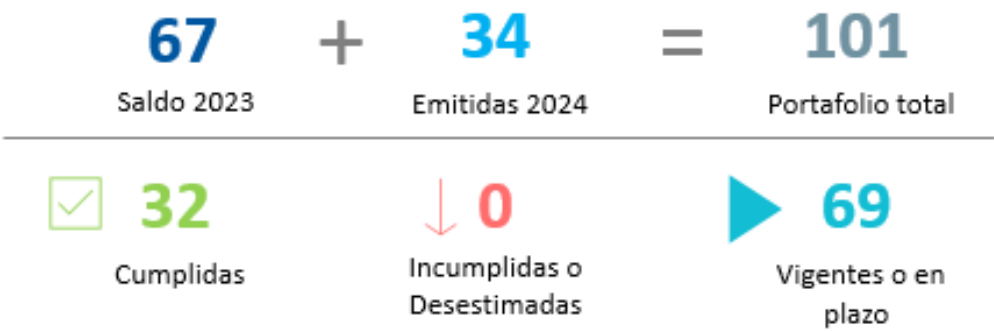 67 + 34 = 101
Saldo 2023 Emitidas 2024 Portafolio total
32 0 69
Cumplidas
Incumplidas o
Desestimadas
Vigentes o en
plazo